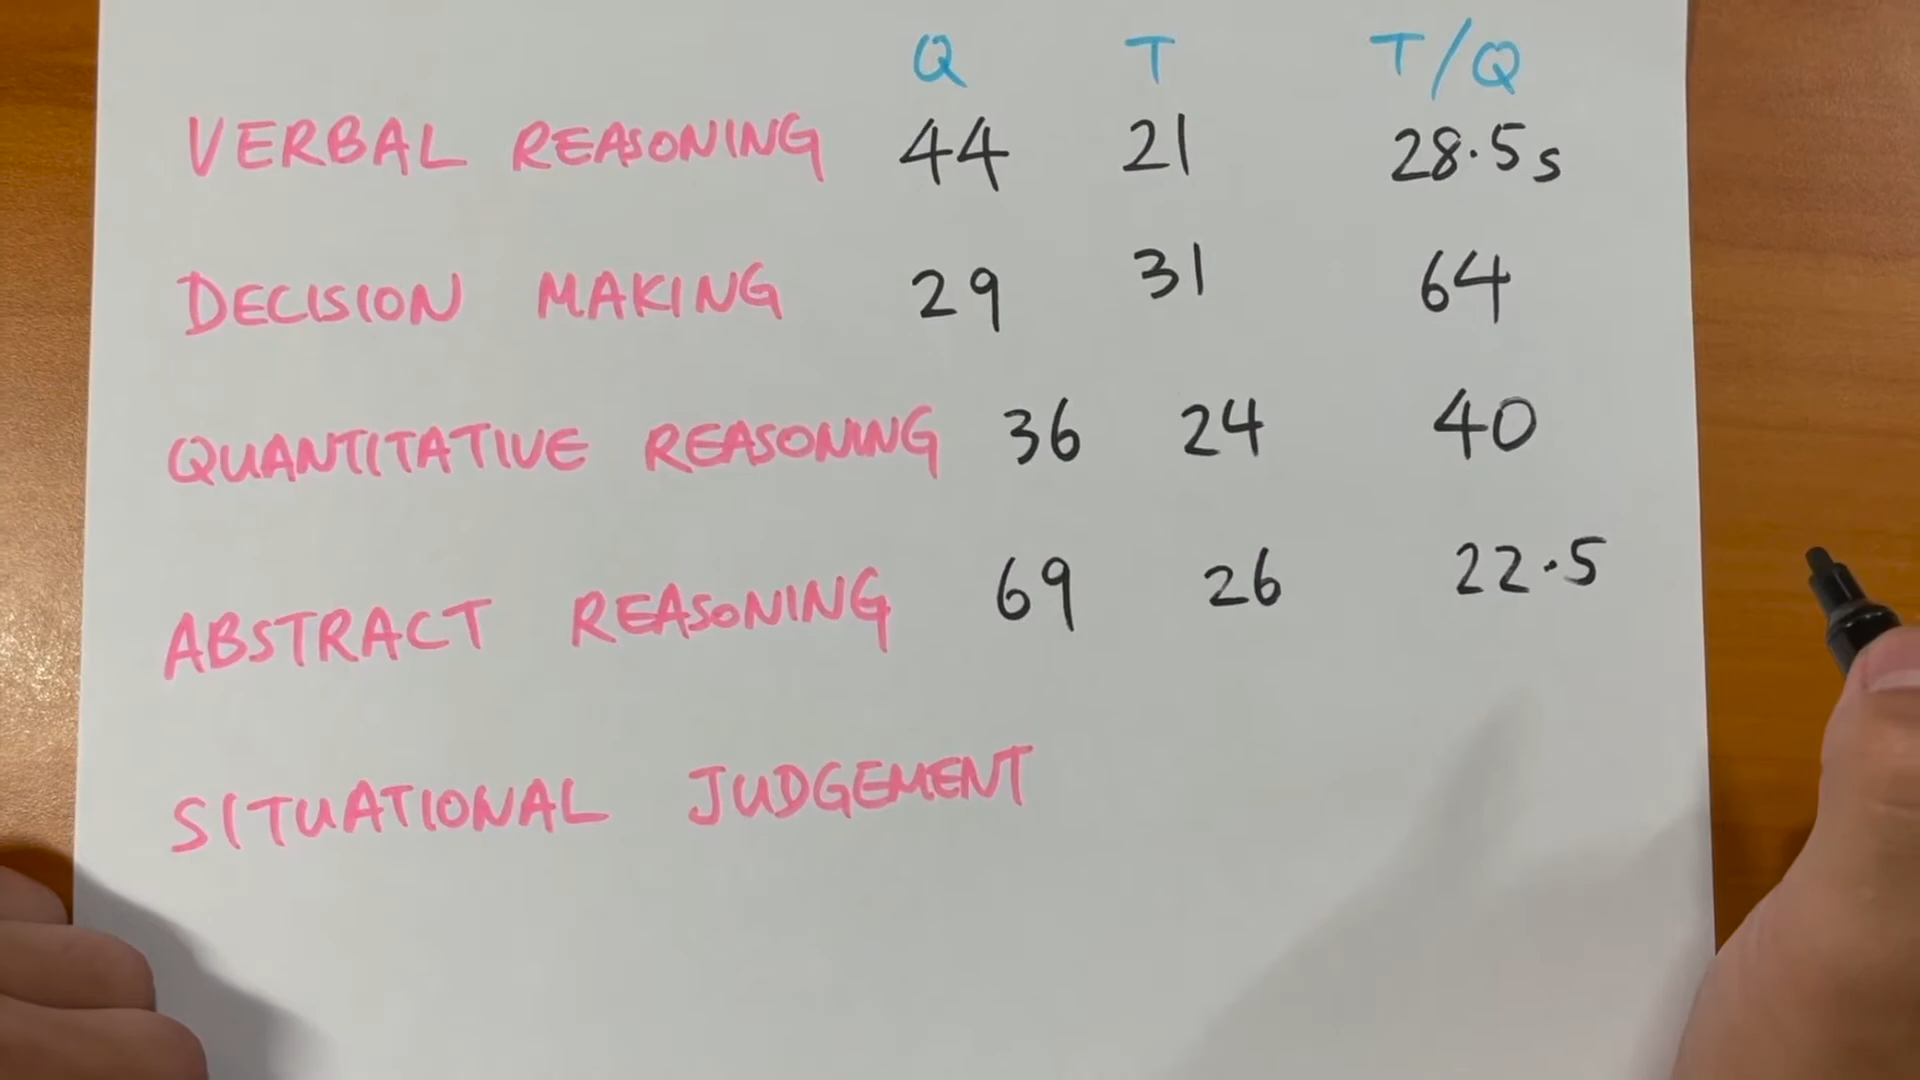 Q T T/Q
VERBAL REASONING 44 21 28.5s
DECISION MAKING 29 31 64
QUANTITATIVE REASONING 36 24 40
ABSTRACT REASONING 69 26 22.5
SITUATIONAL JUDGEMENT